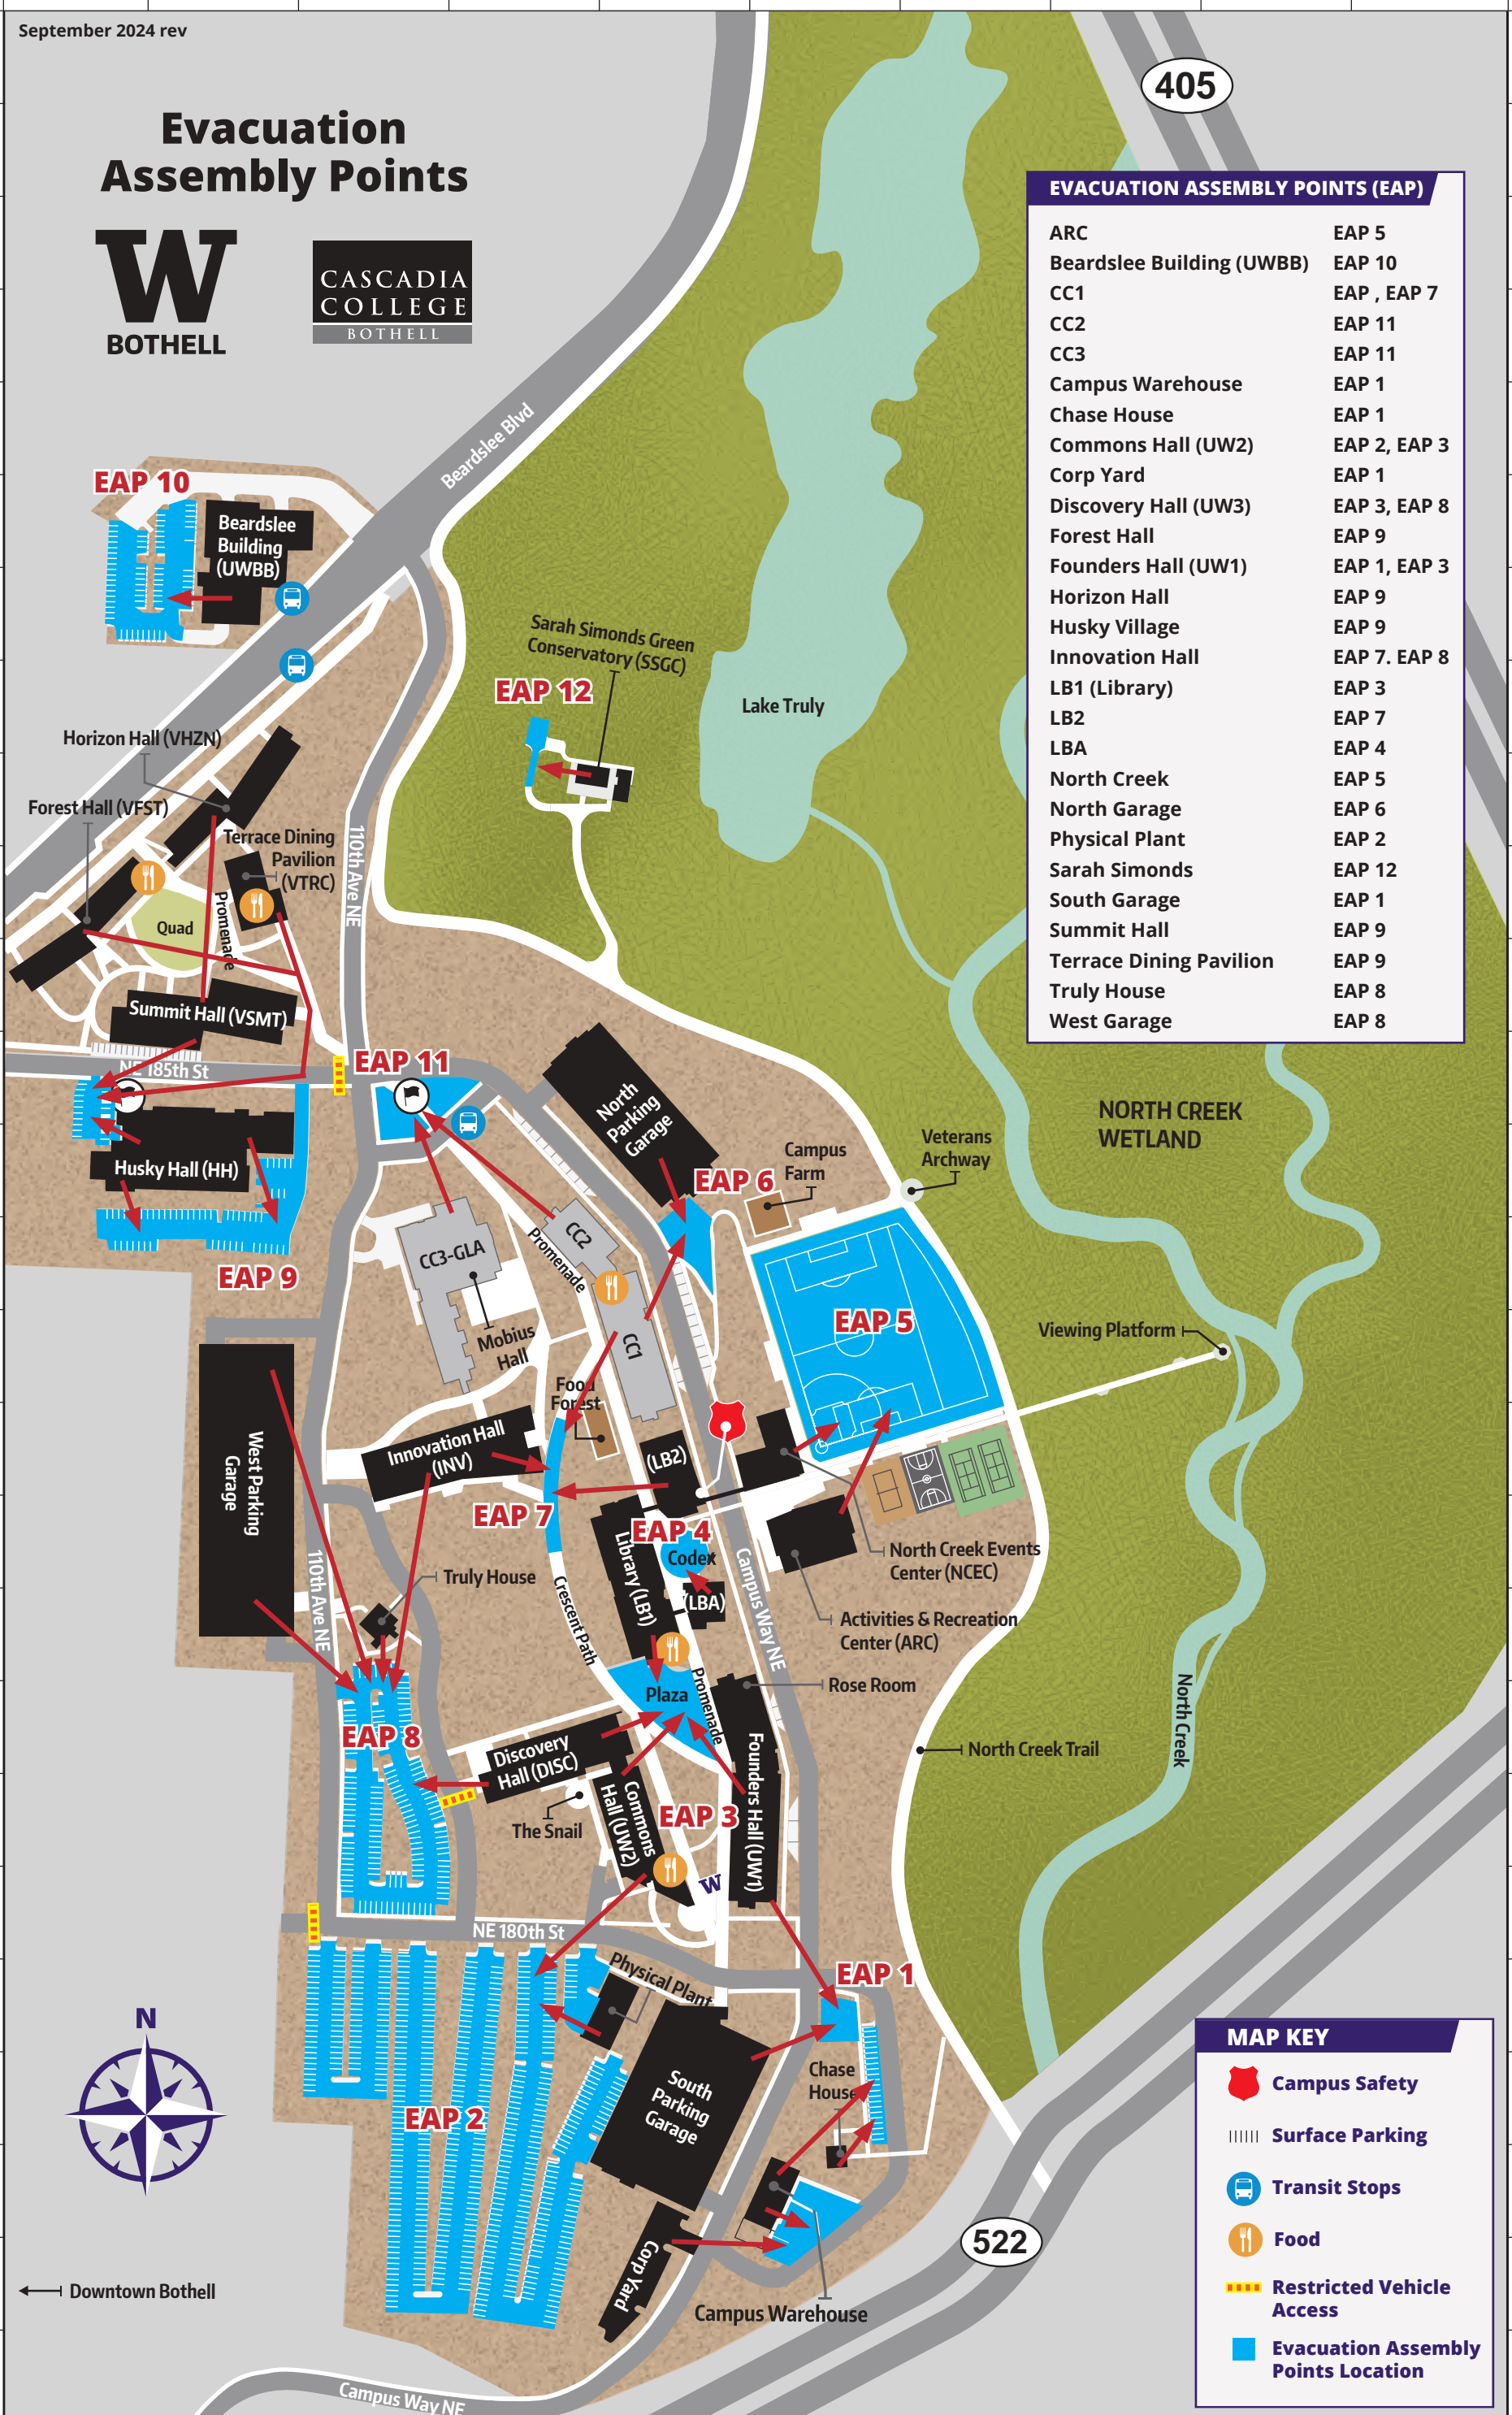 September 2024 rev
Evacuation
Assembly Points
W
BOTHELL
CASCADIA
COLLEGE
BOTHELL
405
EVACUATION ASSEMBLY POINTS (EAP)
ARC EAP 5
Beardslee Building (UWBB) EAP 10
CC1 EAP , EAP 7
CC2 EAP 11
CC3 EAP 11
Campus Warehouse EAP 1
Chase House EAP 1
Commons Hall (UW2) EAP 2, EAP 3
Corp Yard EAP 1
Discovery Hall (UW3) EAP 3, EAP 8
Forest Hall EAP 9
Founders Hall (UW1) EAP 1, EAP 3
Horizon Hall EAP 9
Husky Village EAP 9
Innovation Hall EAP 7. EAP 8
LB1 (Library) EAP 3
LB2 EAP 7
LBA EAP 4
North Creek EAP 5
North Garage EAP 6
Physical Plant EAP 2
Sarah Simonds EAP 12
South Garage EAP 1
Summit Hall EAP 9
Terrace Dining Pavilion EAP 9
Truly House EAP 8
West Garage EAP 8
Beardslee Blvd
EAP 10
Beardslee
Building
(UWBB)
Sarah Simonds Green
Conservatory (SSGC)
EAP 12
Lake Truly
Horizon Hall (VHZN)
Forest Hall (VFST)
Terrace Dining
Pavilion
(VTRC)
110th Ave NE
Promenade
Quad
Summit Hall (VSMT)
NE 185th St
EAP 11
North
Parking
Garage
NORTH CREEK
WETLAND
Veterans
Archway
Campus
Farm
EAP 6
Husky Hall (HH)
EAP 9
CC3-GLA
CC2
Promenade
Mobius
Hall
CC1
EAP 5
Viewing Platform
Food
Forest
West Parking
Garage
Innovation Hall
(INV)
(LB2)
EAP 7
EAP 4
Codex
Library (LB1)
(LBA)
Campus Way NE
North Creek Events
Center (NCEC)
Activities & Recreation
Center (ARC)
110th Ave NE
Truly House
Crescent Path
Rose Room
Plaza
Promenade
North Creek
North Creek Trail
EAP 8
Discovery
Hall (DISC)
The Snail
Commons
Hall (UW2)
EAP 3
Founders Hall (UW1)
W
NE 180th St
Physical Plant
EAP 1
N
EAP 2
South
Parking
Garage
Chase
House
Corp Yard
Campus Warehouse
522
Downtown Bothell
Campus Way NE
MAP KEY
Campus Safety
Surface Parking
Transit Stops
Food
Restricted Vehicle
Access
Evacuation Assembly
Points Location